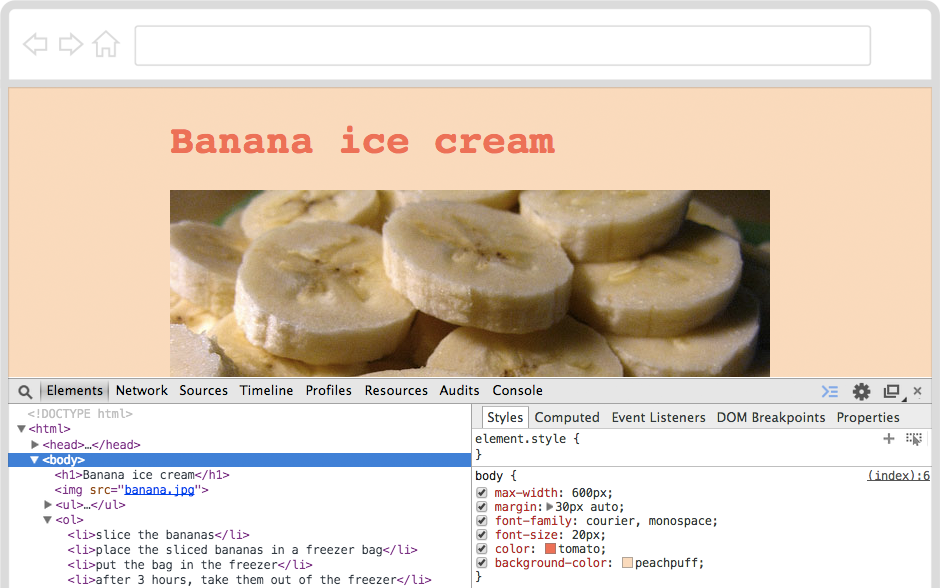 Banana ice cream
Elements Network Sources Timeline Profiles Resources Audits Console
<!DOCTYPE html>
▼<html>
▶<head>…</head>
▼<body>
<h1>Banana ice cream</h1>
<img src="banana.jpg">
▶<ul>…</ul>
▼<ol>
<li>slice the bananas</li>
<li>place the sliced bananas in a freezer bag</li>
<li>put the bag in the freezer</li>
<li>after 3 hours, take them out of the freezer</li>
Styles Computed Event Listeners DOM Breakpoints Properties
element.style {
}
body { (index):6
max-width: 600px;
margin:▶30px auto;
font-family: courier, monospace;
font-size: 20px;
color: tomato;
background-color: peachpuff;
}